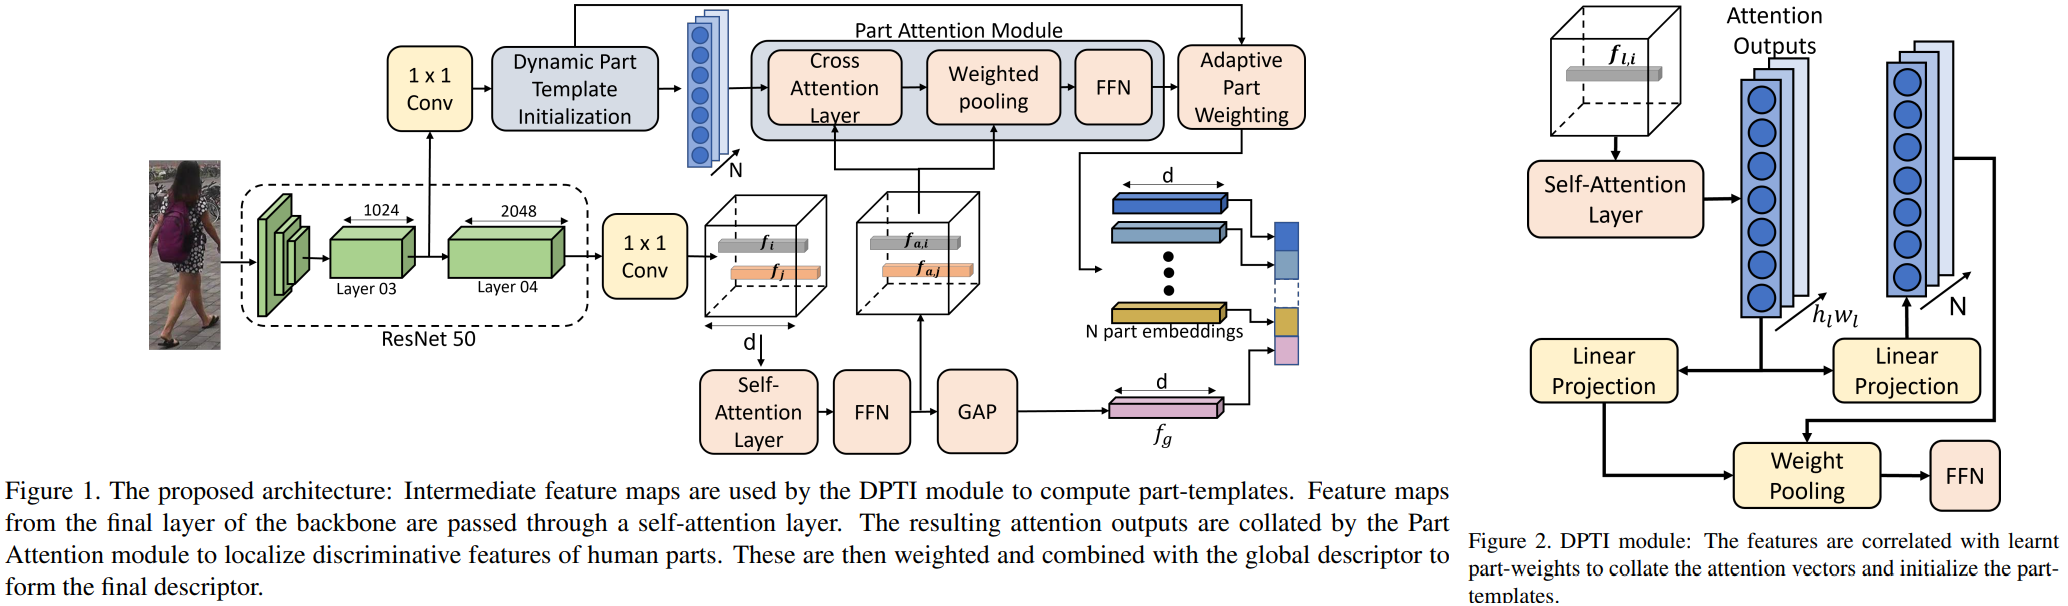 Part Attention Module
1 x 1
Conv
Dynamic Part
Template
Initialization
N
Cross
Attention
Layer
Weighted
pooling
FFN
Adaptive
Part
Weighting
1024
2048
Layer 03
Layer 04
ResNet 50
1 x 1
Conv
f_i
f_j
d
f_{a,i}
f_{a,j}
Self-
Attention
Layer
FFN
GAP
d
N part embeddings
d
f_g
Figure 1. The proposed architecture: Intermediate feature maps are used by the DPTI module to compute part-templates. Feature maps
from the final layer of the backbone are passed through a self-attention layer. The resulting attention outputs are collated by the Part
Attention module to localize discriminative features of human parts. These are then weighted and combined with the global descriptor to
form the final descriptor.
f_{l,i}
Attention
Outputs
Self-Attention
Layer
h_l w_l
N
Linear
Projection
Linear
Projection
Weight
Pooling
FFN
Figure 2. DPTI module: The features are correlated with learnt
part-weights to collate the attention vectors and initialize the part-
templates.